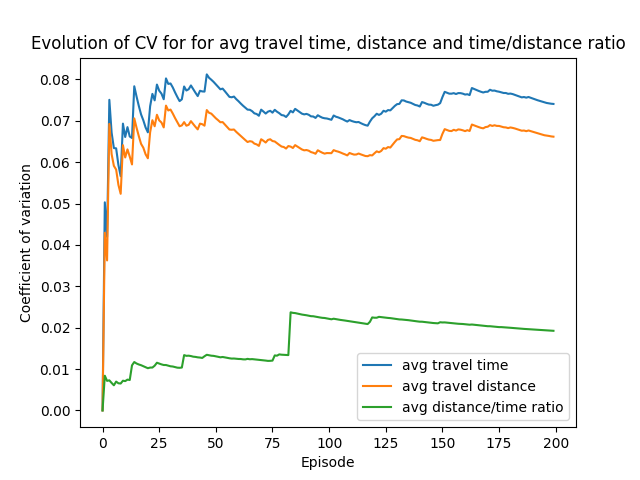 Evolution of CV for for avg travel time, distance and time/distance ratio
0.08
0.07
0.06
0.05
0.04
0.03
0.02
0.01
0.00
Coefficient of variation
avg travel time
avg travel distance
avg distance/time ratio
0 25 50 75 100 125 150 175 200
Episode